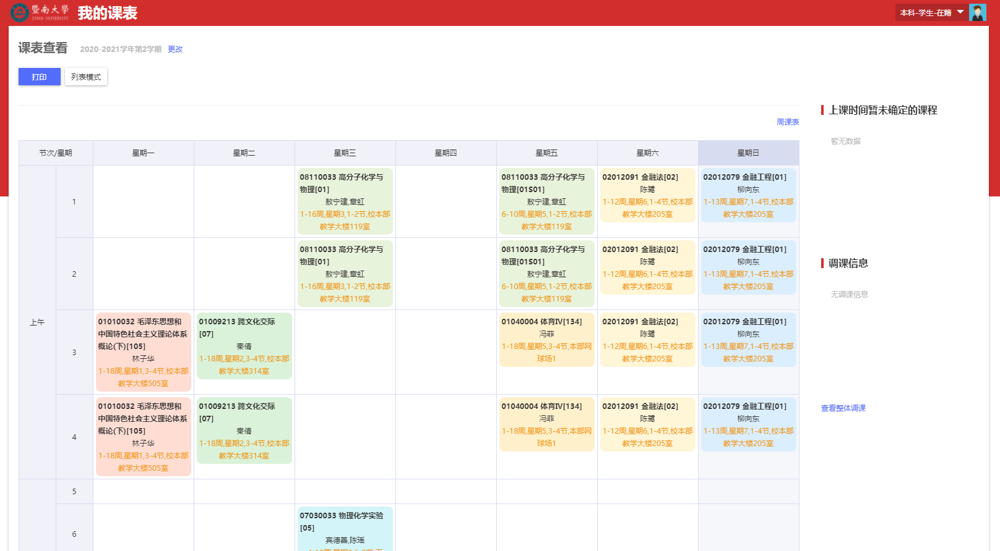 暨南大學
JINAN UNIVERSITY
我的课表
本科-学生-在籍
课表查看 2020-2021学年第2学期 更改
打印 列表模式
周课表
节次/星期 星期一 星期二 星期三 星期四 星期五 星期六 星期日
上午
1
08110033 高分子化学与
物理[01]
敖宁建,章虹
1-16周,星期3,1-2节,校本部
教学大楼119室
08110033 高分子化学与
物理[01S01]
敖宁建,章虹
6-10周,星期5,1-2节,校本部
教学大楼119室
02012091 金融法[02]
陈鹭
1-12周,星期6,1-4节,校本部
教学大楼205室
02012079 金融工程[01]
柳向东
1-13周,星期7,1-4节,校本部
教学大楼205室
2
08110033 高分子化学与
物理[01]
敖宁建,章虹
1-16周,星期3,1-2节,校本部
教学大楼119室
08110033 高分子化学与
物理[01S01]
敖宁建,章虹
6-10周,星期5,1-2节,校本部
教学大楼119室
02012091 金融法[02]
陈鹭
1-12周,星期6,1-4节,校本部
教学大楼205室
02012079 金融工程[01]
柳向东
1-13周,星期7,1-4节,校本部
教学大楼205室
3
01010032 毛泽东思想和
中国特色社会主义理论体系
概论(下)[105]
林子华
1-18周,星期1,3-4节,校本部
教学大楼505室
01009213 跨文化交际
[07]
秦倩
1-18周,星期2,3-4节,校本部
教学大楼314室
01040004 体育IV[134]
冯菲
1-18周,星期5,3-4节,本部网
球场1
02012091 金融法[02]
陈鹭
1-12周,星期6,1-4节,校本部
教学大楼205室
02012079 金融工程[01]
柳向东
1-13周,星期7,1-4节,校本部
教学大楼205室
4
01010032 毛泽东思想和
中国特色社会主义理论体系
概论(下)[105]
林子华
1-18周,星期1,3-4节,校本部
教学大楼505室
01009213 跨文化交际
[07]
秦倩
1-18周,星期2,3-4节,校本部
教学大楼314室
01040004 体育IV[134]
冯菲
1-18周,星期5,3-4节,本部网
球场1
02012091 金融法[02]
陈鹭
1-12周,星期6,1-4节,校本部
教学大楼205室
02012079 金融工程[01]
柳向东
1-13周,星期7,1-4节,校本部
教学大楼205室
5
6
07030033 物理化学实验
[05]
宾德善,陈瑶
上课时间暂未确定的课程
暂无数据
调课信息
无调课信息
查看整体调课